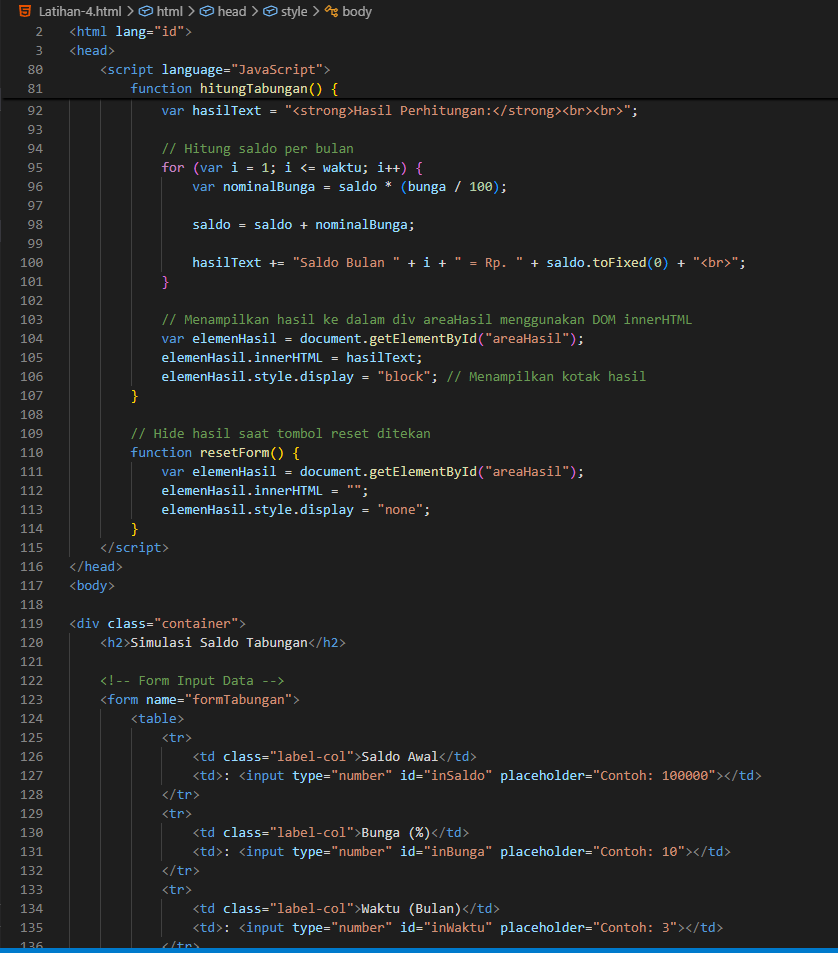 Latihan-4.html > html > head > style > body
2 <html lang="id">
3 <head>
80 <script language="JavaScript">
81 function hitungTabungan() {
92 var hasilText = "<strong>Hasil Perhitungan:</strong><br><br>";
93
94 // Hitung saldo per bulan
95 for (var i = 1; i <= waktu; i++) {
96 var nominalBunga = saldo * (bunga / 100);
97
98 saldo = saldo + nominalBunga;
99
100 hasilText += "Saldo Bulan " + i + " = Rp. " + saldo.toFixed(0) + "<br>";
101 }
102
103 // Menampilkan hasil ke dalam div areaHasil menggunakan DOM innerHTML
104 var elemenHasil = document.getElementById("areaHasil");
105 elemenHasil.innerHTML = hasilText;
106 elemenHasil.style.display = "block"; // Menampilkan kotak hasil
107 }
108
109 // Hide hasil saat tombol reset ditekan
110 function resetForm() {
111 var elemenHasil = document.getElementById("areaHasil");
112 elemenHasil.innerHTML = "";
113 elemenHasil.style.display = "none";
114 }
115 </script>
116 </head>
117 <body>
118
119 <div class="container">
120 <h2>Simulasi Saldo Tabungan</h2>
121
122 <!-- Form Input Data -->
123 <form name="formTabungan">
124 <table>
125 <tr>
126 <td class="label-col">Saldo Awal</td>
127 <td>: <input type="number" id="inSaldo" placeholder="Contoh: 100000"></td>
128 </tr>
129 <tr>
130 <td class="label-col">Bunga (%)</td>
131 <td>: <input type="number" id="inBunga" placeholder="Contoh: 10"></td>
132 </tr>
133 <tr>
134 <td class="label-col">Waktu (Bulan)</td>
135 <td>: <input type="number" id="inWaktu" placeholder="Contoh: 3"></td>
136 </tr>